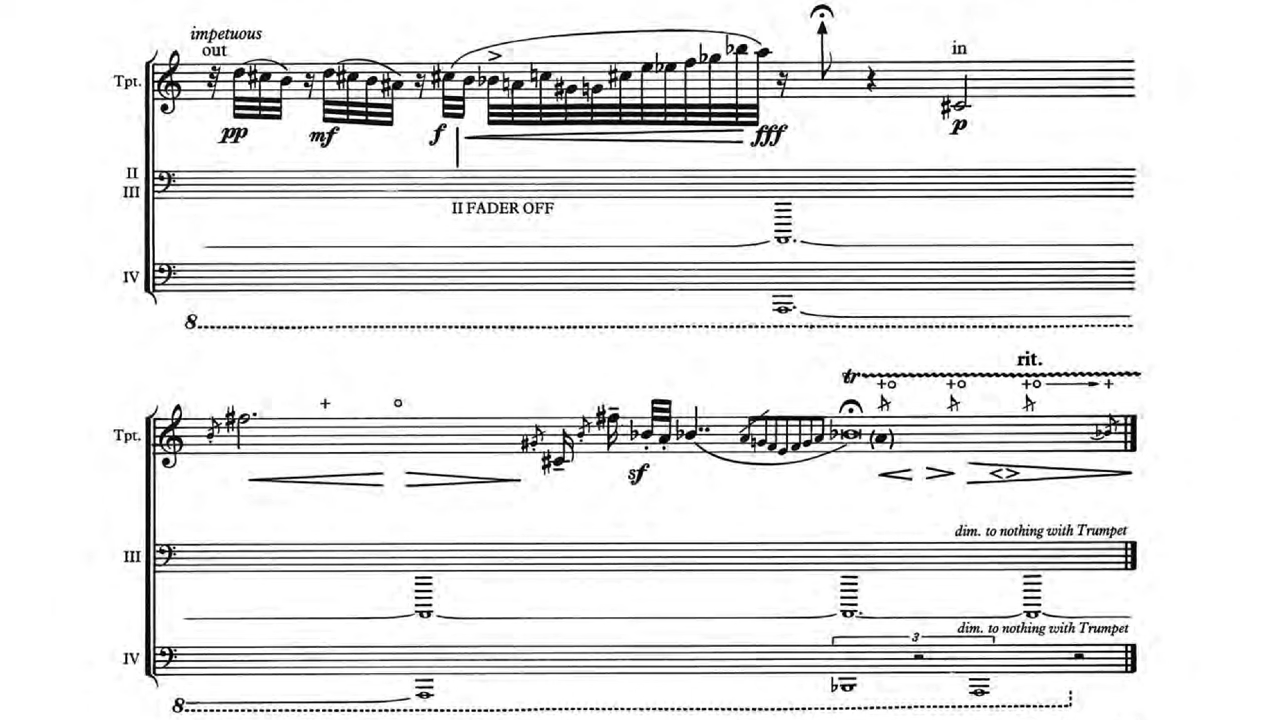 impetuous
out
in
Tpt.
pp mf f fff p
II
III
II FADER OFF
IV
8
rit.
tr
Tpt.
sf
dim. to nothing with Trumpet
III
dim. to nothing with Trumpet
3
IV
8